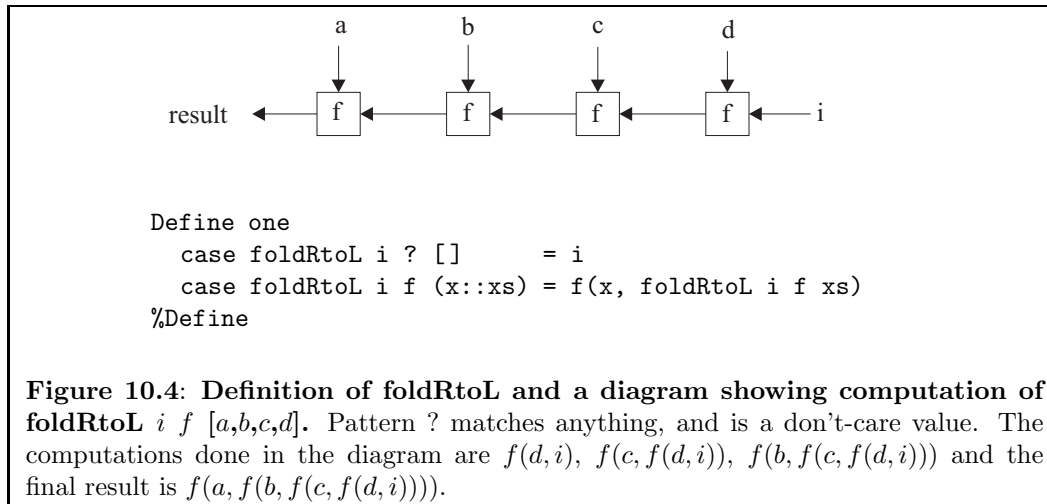 a b c d
result f f f f i
Define one
case foldRtoL i ? [] = i
case foldRtoL i f (x::xs) = f(x, foldRtoL i f xs)
%Define
Figure 10.4: Definition of foldRtoL and a diagram showing computation of
foldRtoL i f [a,b,c,d]. Pattern ? matches anything, and is a don't-care value. The
computations done in the diagram are f(d, i), f(c, f(d, i)), f(b, f(c, f(d, i))) and the
final result is f(a, f(b, f(c, f(d, i)))).